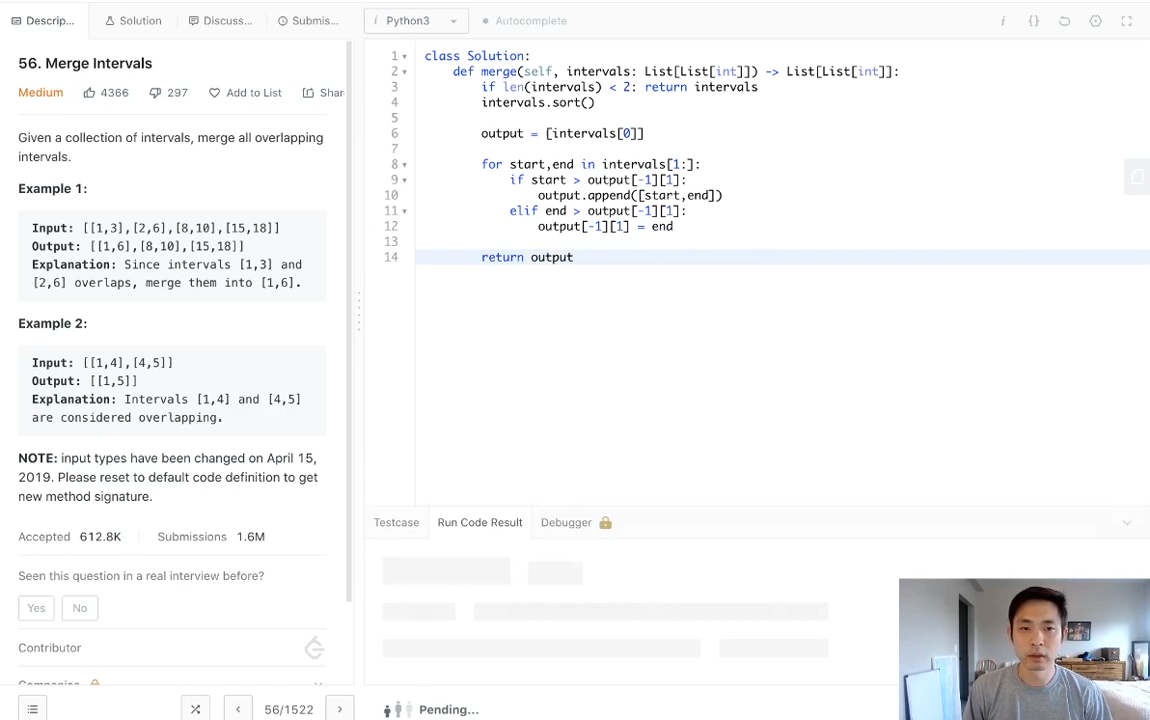 Descrip...
Solution
Discuss...
Submis...
i Python3
Autocomplete
i {}
56. Merge Intervals
Medium 4366 297 Add to List Shar
Given a collection of intervals, merge all overlapping
intervals.
Example 1:
Input: [[1,3],[2,6],[8,10],[15,18]]
Output: [[1,6],[8,10],[15,18]]
Explanation: Since intervals [1,3] and
[2,6] overlaps, merge them into [1,6].
Example 2:
Input: [[1,4],[4,5]]
Output: [[1,5]]
Explanation: Intervals [1,4] and [4,5]
are considered overlapping.
NOTE: input types have been changed on April 15,
2019. Please reset to default code definition to get
new method signature.
Accepted 612.8K Submissions 1.6M
Seen this question in a real interview before?
Yes No
Contributor
Companies
56/1522
1 class Solution:
2 def merge(self, intervals: List[List[int]]) -> List[List[int]]:
3 if len(intervals) < 2: return intervals
4 intervals.sort()
5
6 output = [intervals[0]]
7
8 for start,end in intervals[1:]:
9 if start > output[-1][1]:
10 output.append([start,end])
11 elif end > output[-1][1]:
12 output[-1][1] = end
13
14 return output
Testcase Run Code Result Debugger
Pending...